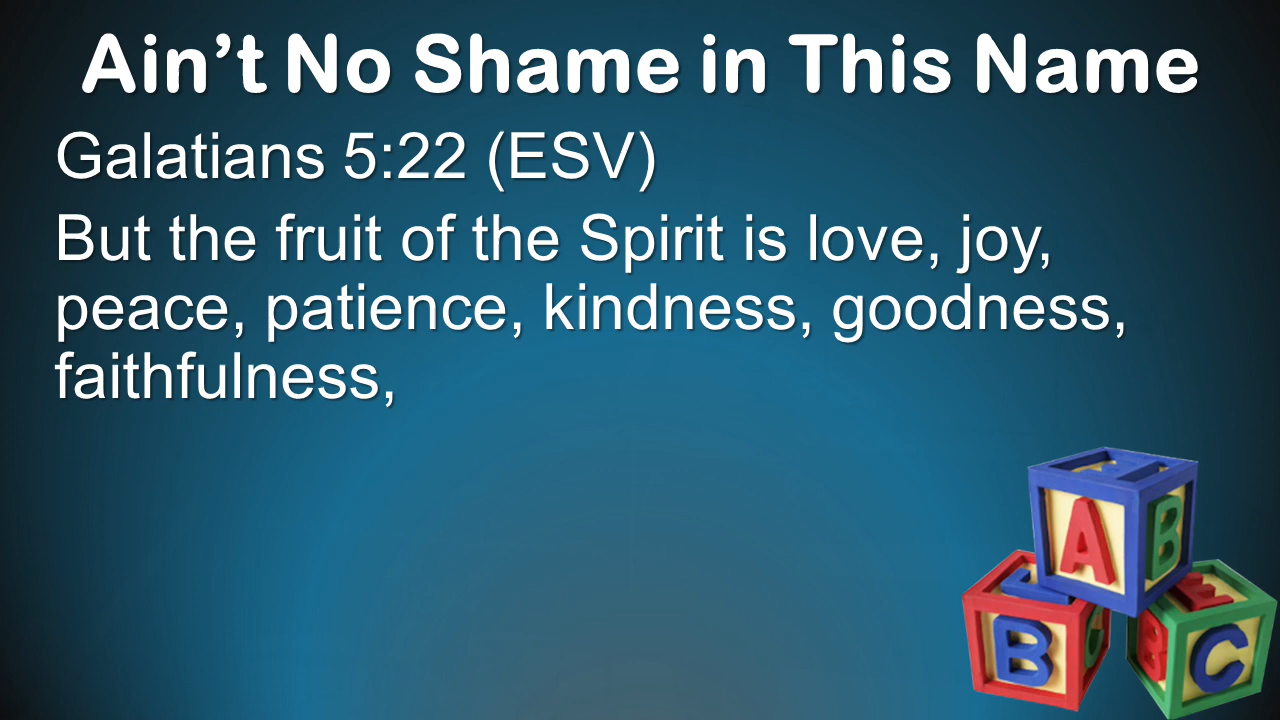 Ain’t No Shame in This Name
Galatians 5:22 (ESV)
But the fruit of the Spirit is love, joy,
peace, patience, kindness, goodness,
faithfulness,
A B
B C
B C